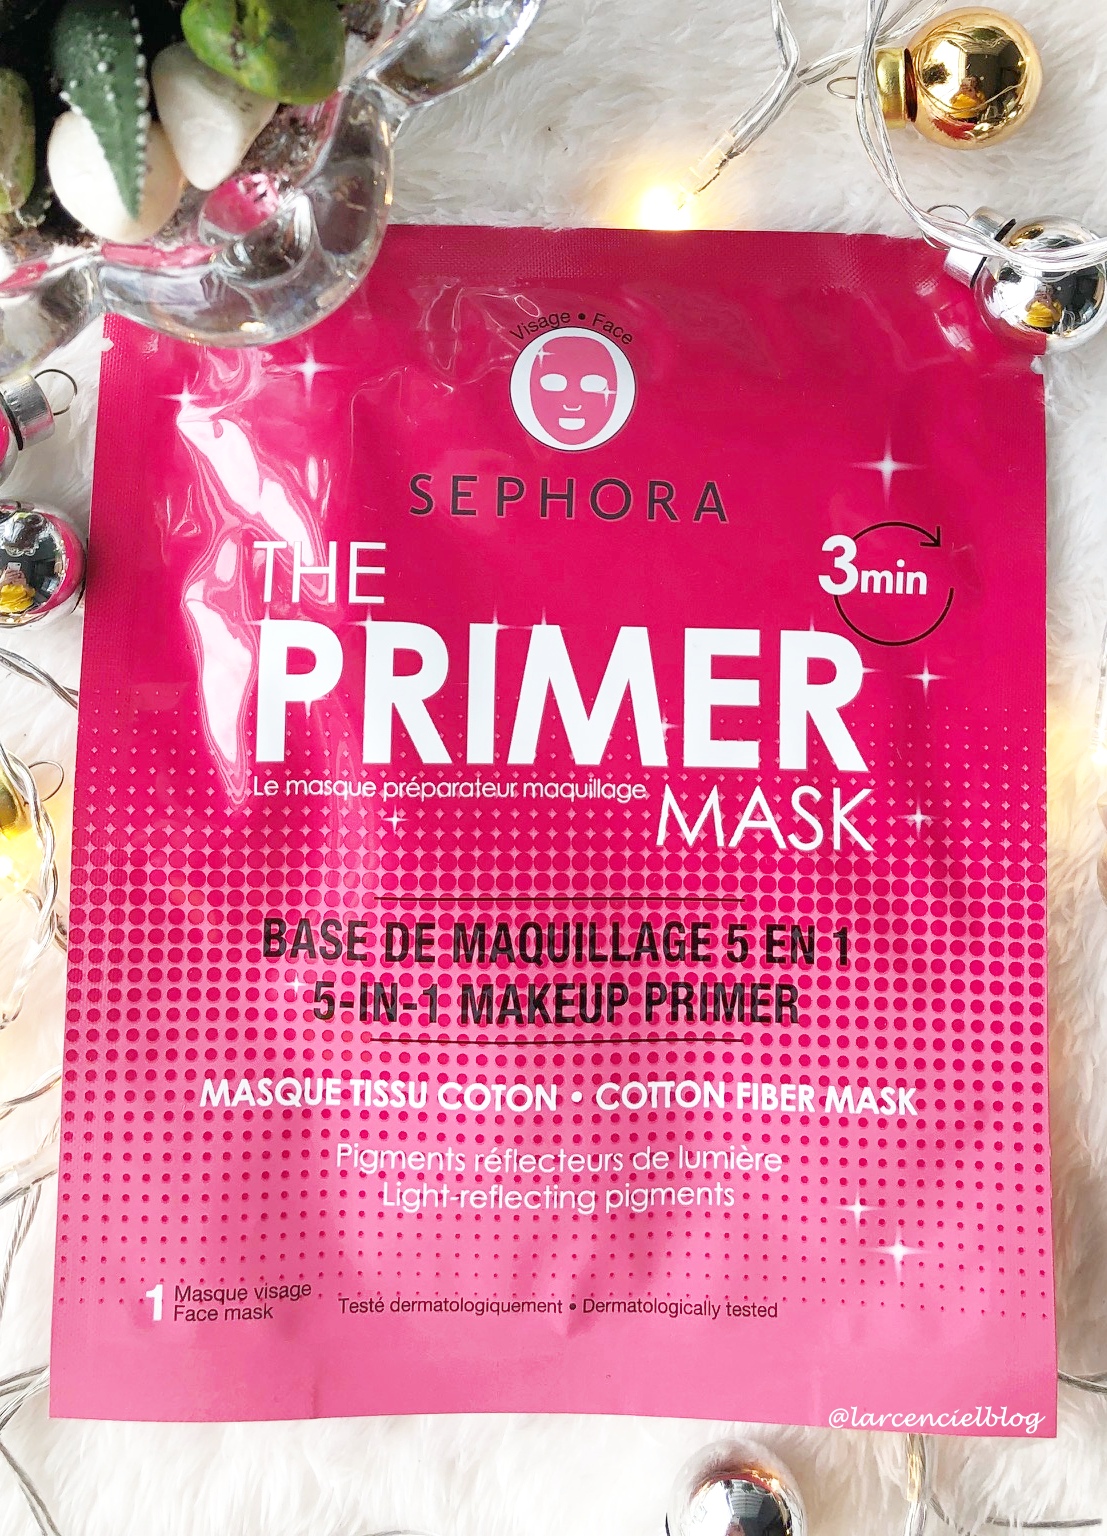 Visage • Face
SEPHORA
THE
3min
PRIMER
Le masque préparateur maquillage
MASK
BASE DE MAQUILLAGE 5 EN 1
5-IN-1 MAKEUP PRIMER
MASQUE TISSU COTON • COTTON FIBER MASK
Pigments réflecteurs de lumière
Light-reflecting pigments
1 Masque visage
Face mask
Testé dermatologiquement • Dermatologically tested
@larcencielblog